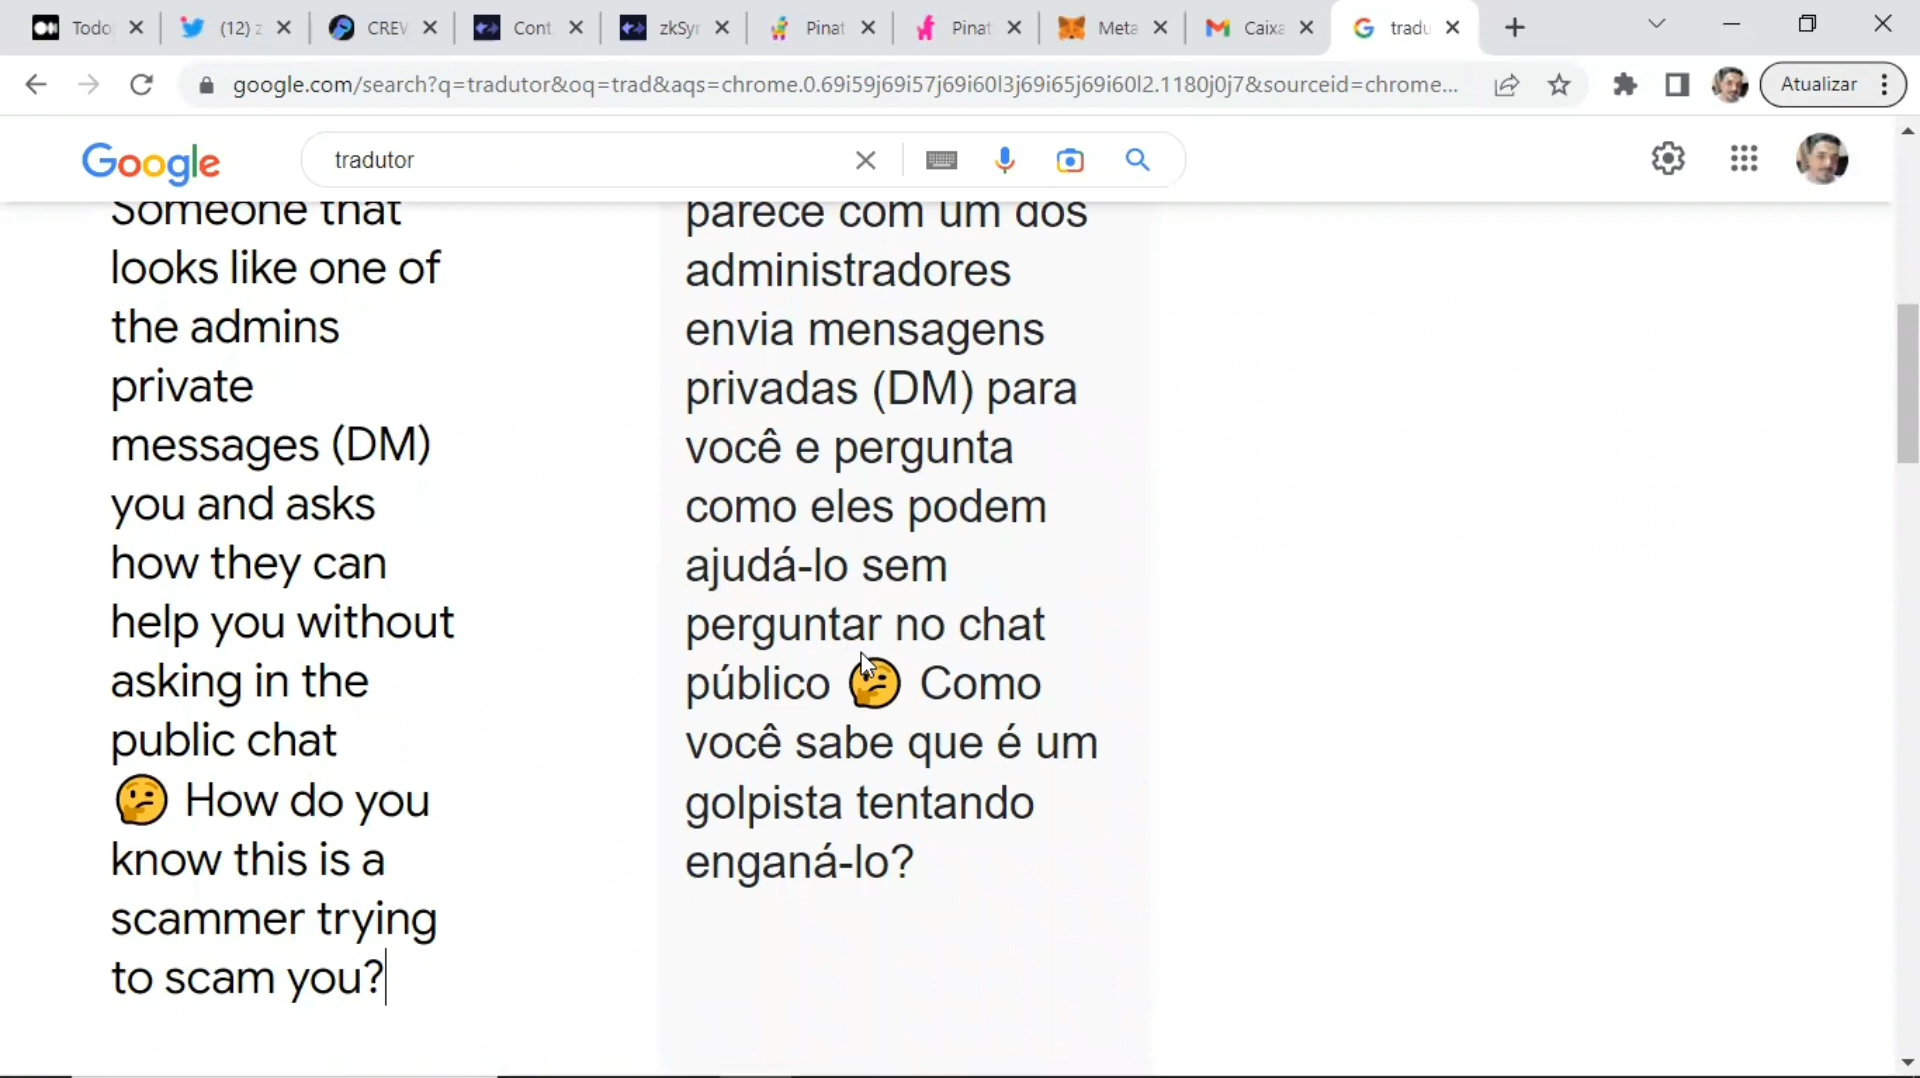 Todo
(12) z
CREV
Cont
zkSyr
Pinat
Pinat
Meta
Caixa
tradu
google.com/search?q=tradutor&oq=trad&aqs=chrome.0.69i59j69i57j69i60l3j69i65j69i60l2.1180j0j7&sourceid=chrome...
Atualizar
Google
tradutor
Someone that
looks like one of
the admins
private
messages (DM)
you and asks
how they can
help you without
asking in the
public chat
🤔 How do you
know this is a
scammer trying
to scam you?
parece com um dos
administradores
envia mensagens
privadas (DM) para
você e pergunta
como eles podem
ajudá-lo sem
perguntar no chat
público 🤔 Como
você sabe que é um
golpista tentando
enganá-lo?